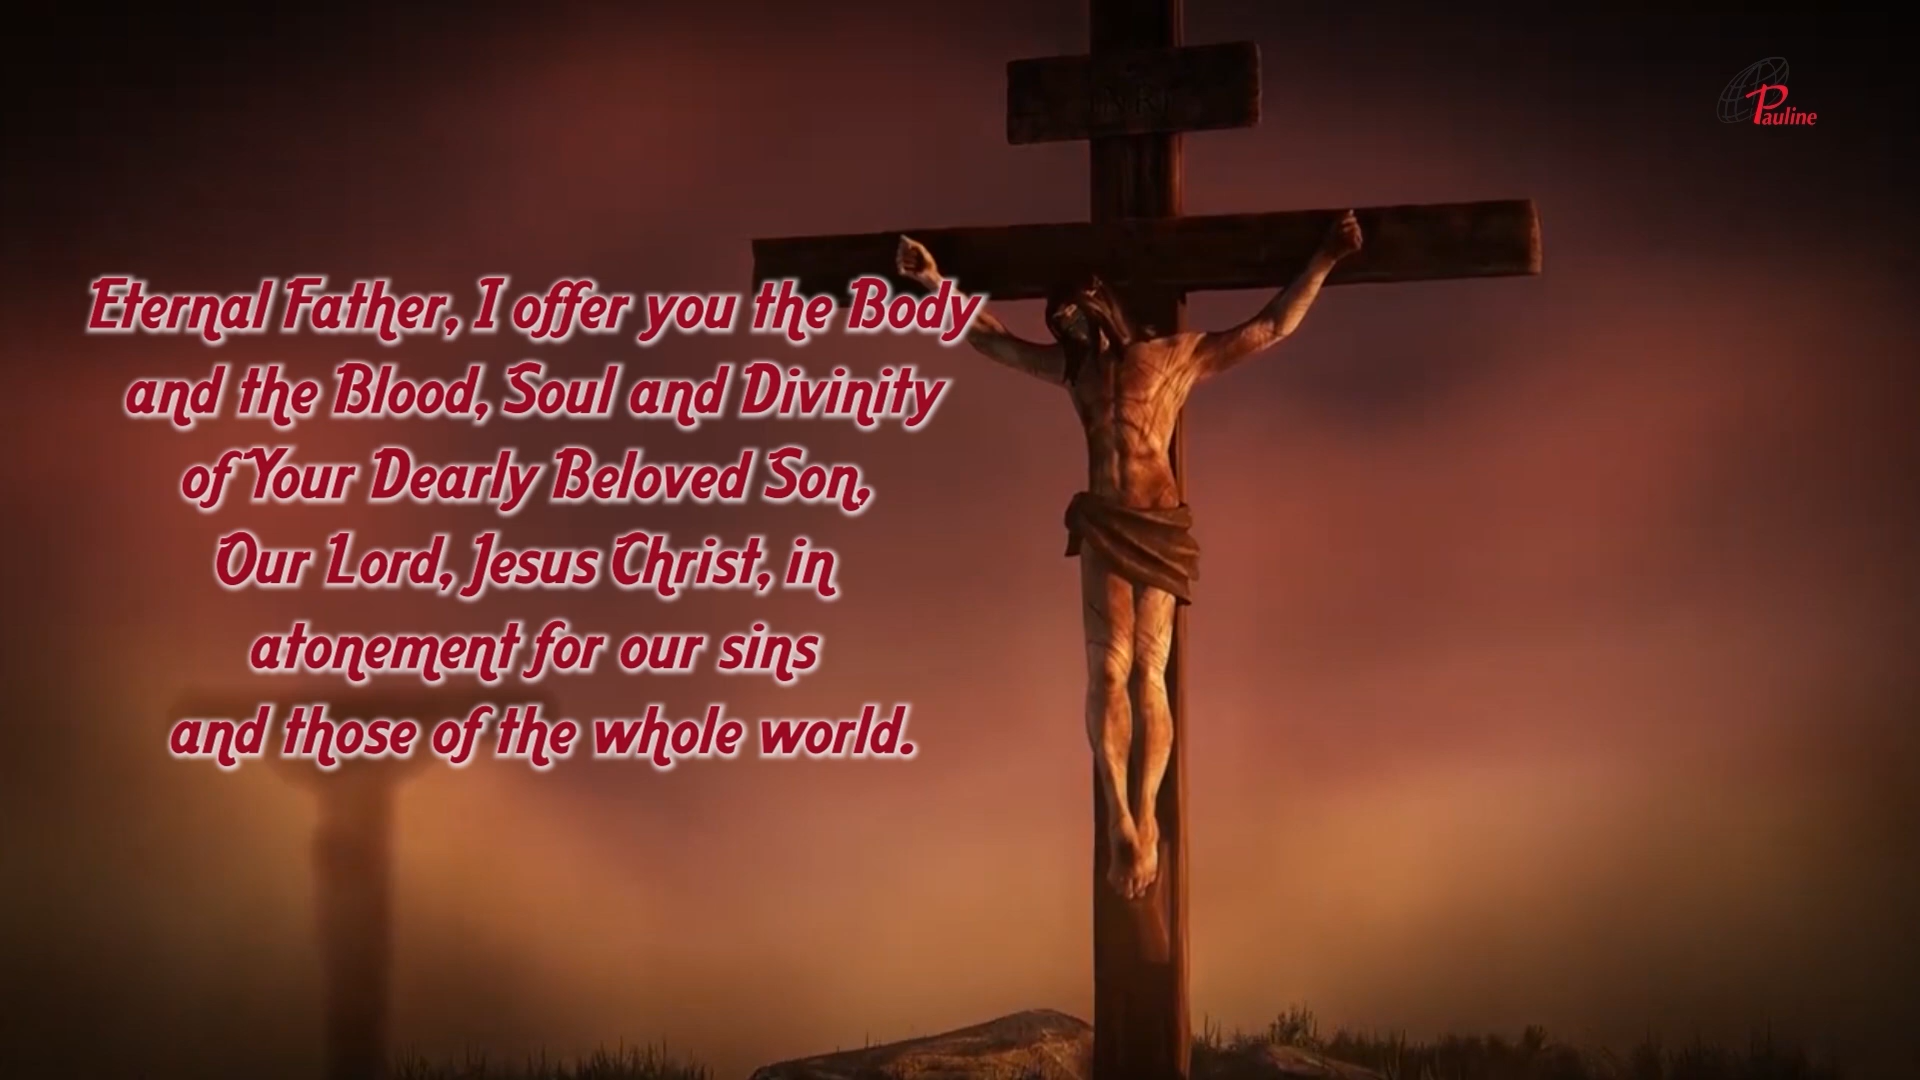 Eternal Father, I offer you the Body
and the Blood, Soul and Divinity
of Your Dearly Beloved Son,
Our Lord, Jesus Christ, in
atonement for our sins
and those of the whole world.
Pauline